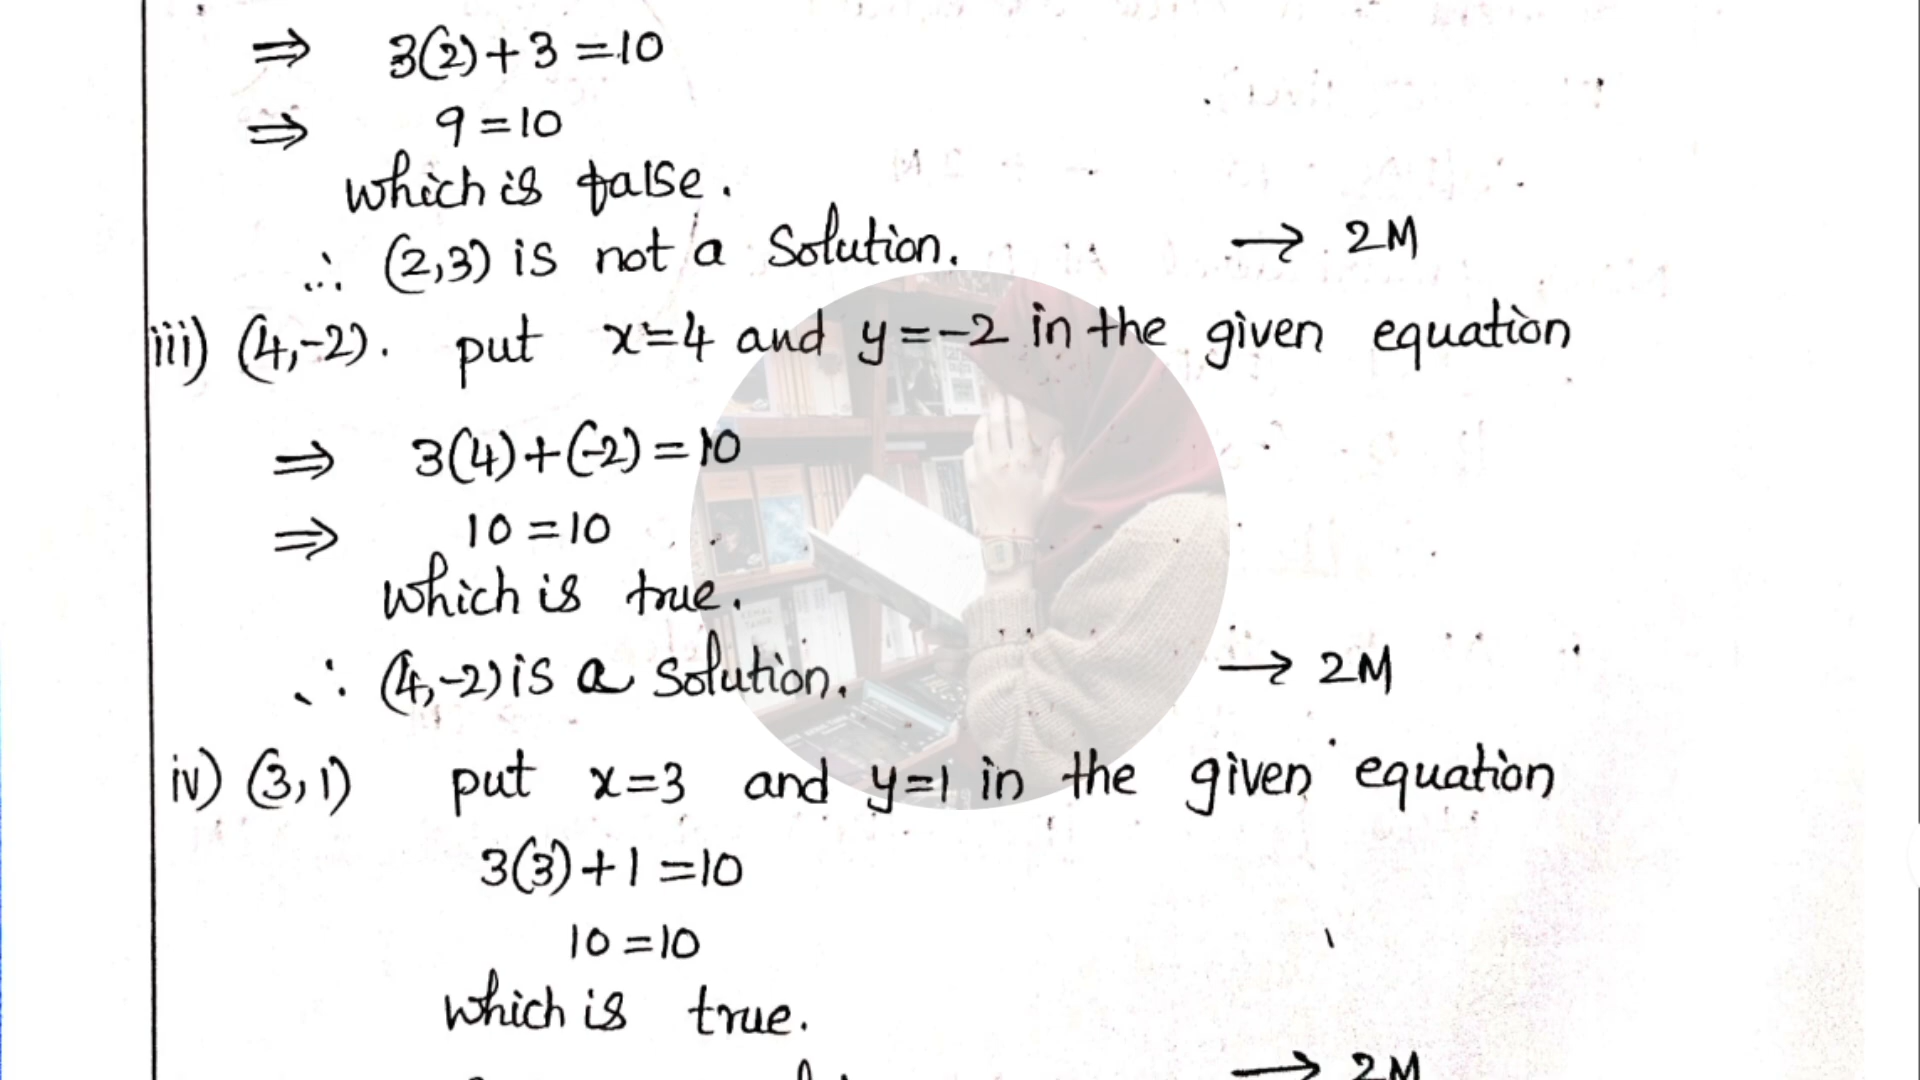 ⇒ 3(2)+3 =10
⇒ 9 =10
which is false.
∴ (2,3) is not a Solution. → 2M
iii) (4,-2). put x=4 and y=-2 in the given equation
⇒ 3(4)+(-2) = 10
⇒ 10 =10
which is true.
∴ (4,-2) is a Solution. → 2M
iv) (3,1) put x=3 and y=1 in the given equation
3(3)+1 =10
10 =10
which is true.
→ 2M